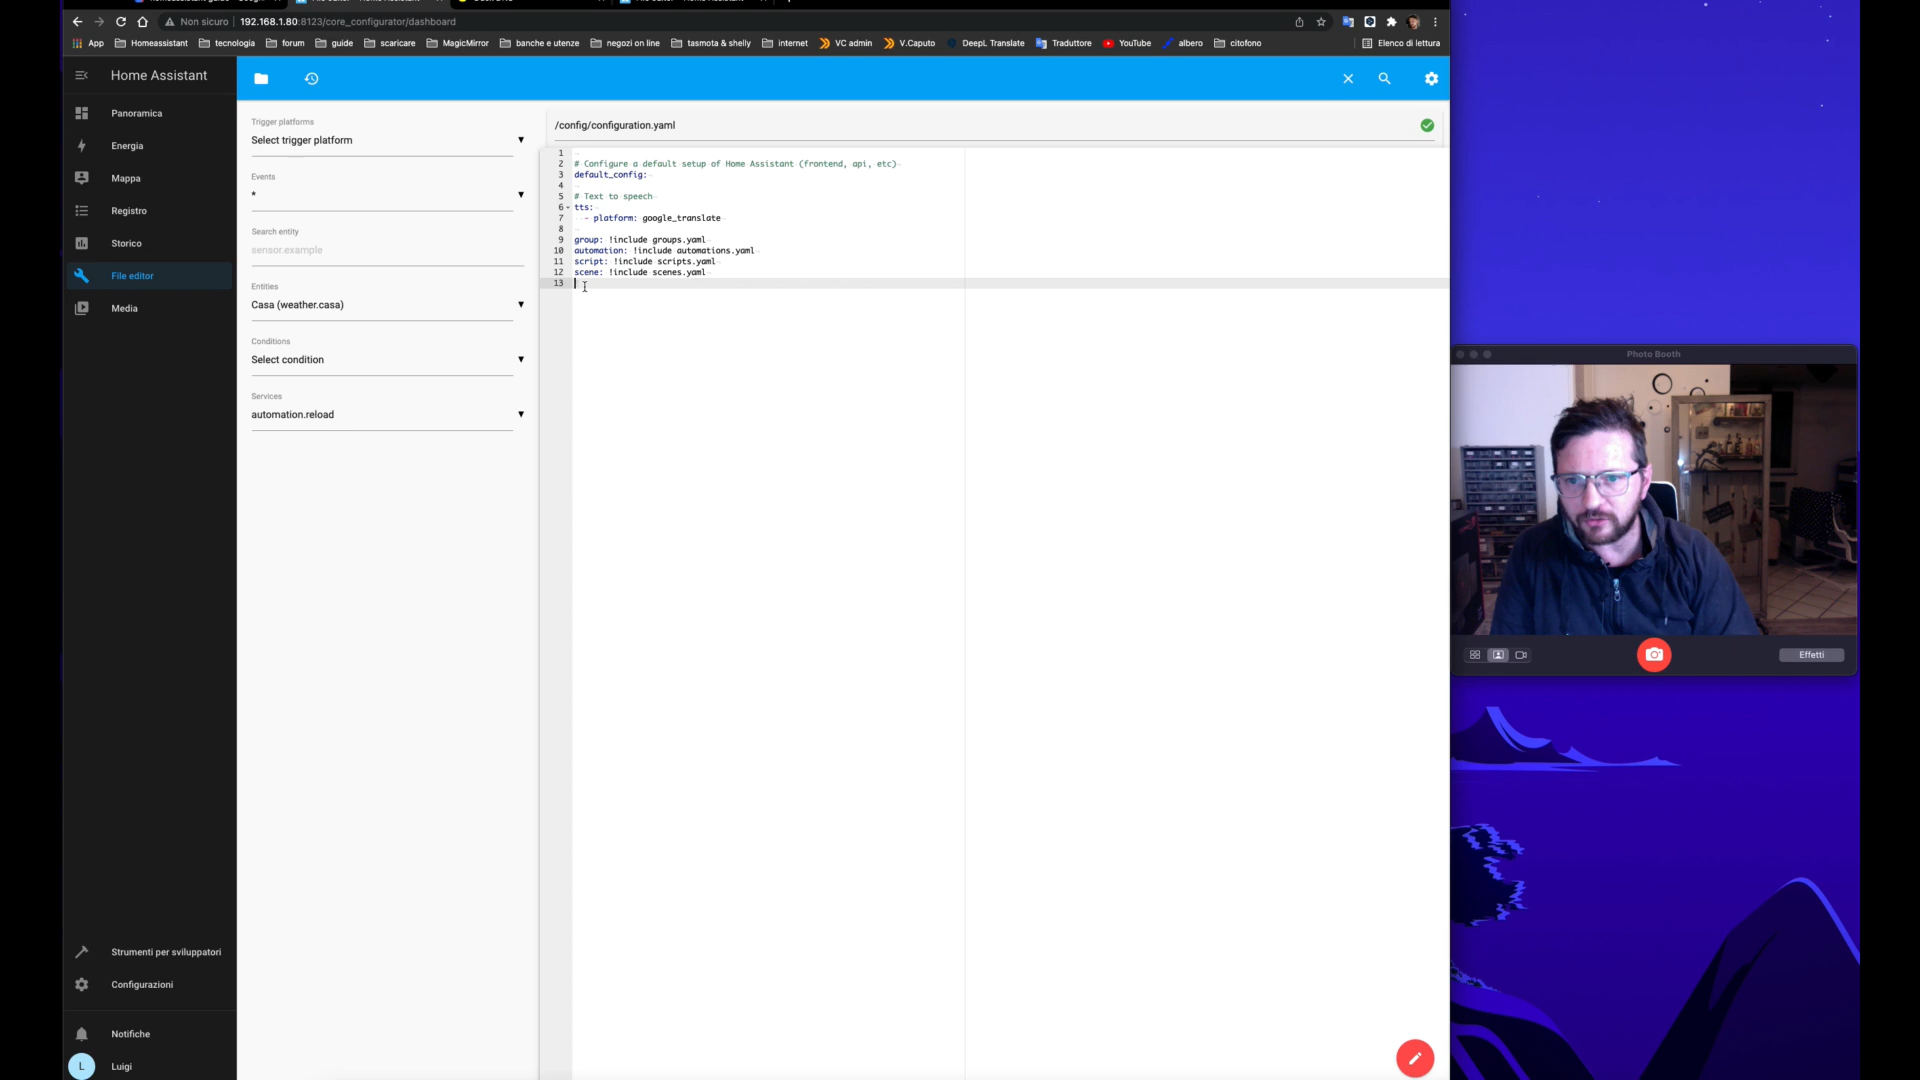 Non sicuro 192.168.1.80:8123/core_configurator/dashboard
App Homeassistant tecnologia forum guide scaricare MagicMirror banche e utenze negozi on line tasmota & shelly internet VC admin V.Caputo DeepL Translate Traduttore YouTube albero citofono Elenco di lettura
Home Assistant
Panoramica
Energia
Mappa
Registro
Storico
File editor
Media
Strumenti per sviluppatori
Configurazioni
Notifiche
L Luigi
Trigger platforms
Select trigger platform
Events
*
Search entity
sensor.example
Entities
Casa (weather.casa)
Conditions
Select condition
Services
automation.reload
/config/configuration.yaml
1
2 # Configure a default setup of Home Assistant (frontend, api, etc)
3 default_config:
4
5 # Text to speech
6 tts:
7 - platform: google_translate
8
9 group: !include groups.yaml
10 automation: !include automations.yaml
11 script: !include scripts.yaml
12 scene: !include scenes.yaml
13
Photo Booth
Effetti